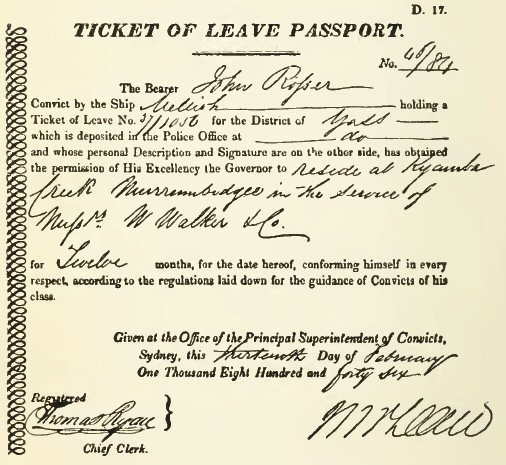 D. 17.
TICKET OF LEAVE PASSPORT.
No. 46/84
The Bearer John Rosser
Convict by the Ship Mellish holding a
Ticket of Leave No. 37/1056 for the District of Yass
which is deposited in the Police Office at do
and whose personal Description and Signature are on the other side, has obtained
the permission of His Excellency the Governor to reside at Kyamba
Creek Murrumbidgee in the service of
Messrs. W Walker & Co.
for Twelve months, for the date hereof, conforming himself in every
respect, according to the regulations laid down for the guidance of Convicts of his
class.
Given at the Office of the Principal Superintendent of Convicts,
Sydney, this thirteenth Day of February
One Thousand Eight Hundred and forty six
Registered
Thomas Ryan
Chief Clerk.